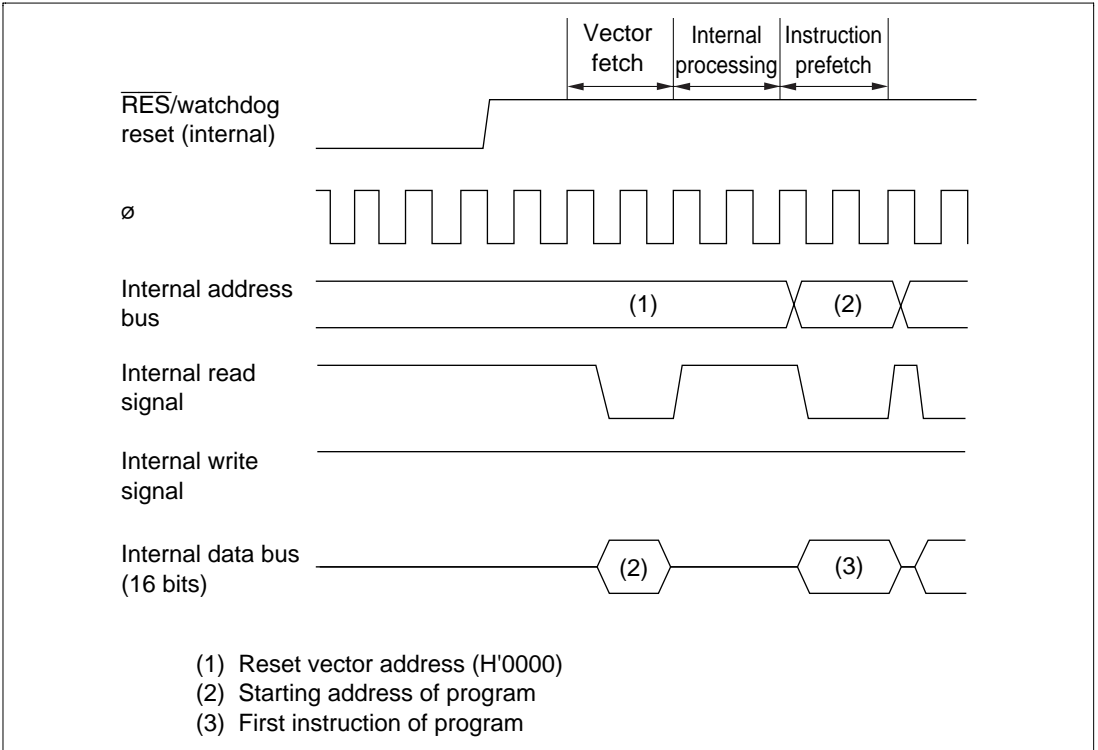 Vector fetch
Internal processing
Instruction prefetch
RES/watchdog
reset (internal)
ø
Internal address
bus
(1)
(2)
Internal read
signal
Internal write
signal
Internal data bus
(16 bits)
(2)
(3)
(1) Reset vector address (H'0000)
(2) Starting address of program
(3) First instruction of program